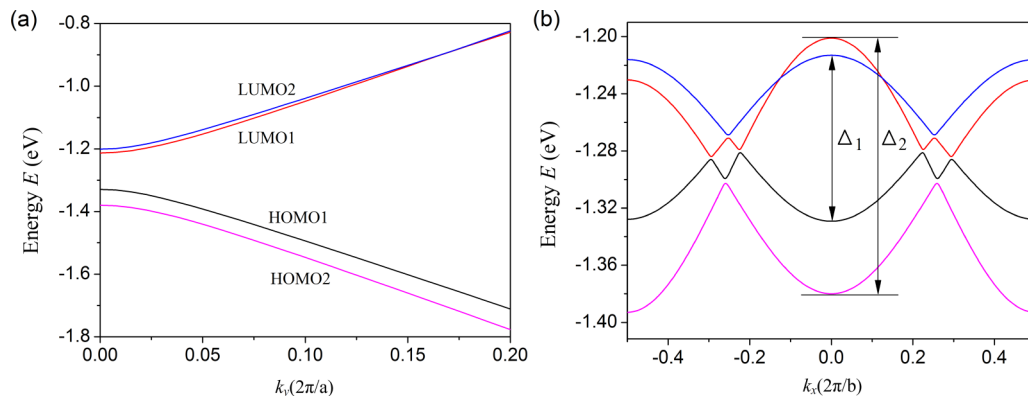 (a)
Energy E (eV)
-0.8
-1.0
-1.2
-1.4
-1.6
-1.8
LUMO2
LUMO1
HOMO1
HOMO2
0.00 0.05 0.10 0.15 0.20
k_y(2π/a)
(b)
Energy E (eV)
-1.20
-1.24
-1.28
-1.32
-1.36
-1.40
Δ₁ Δ₂
-0.4 -0.2 0.0 0.2 0.4
kₓ(2π/b)